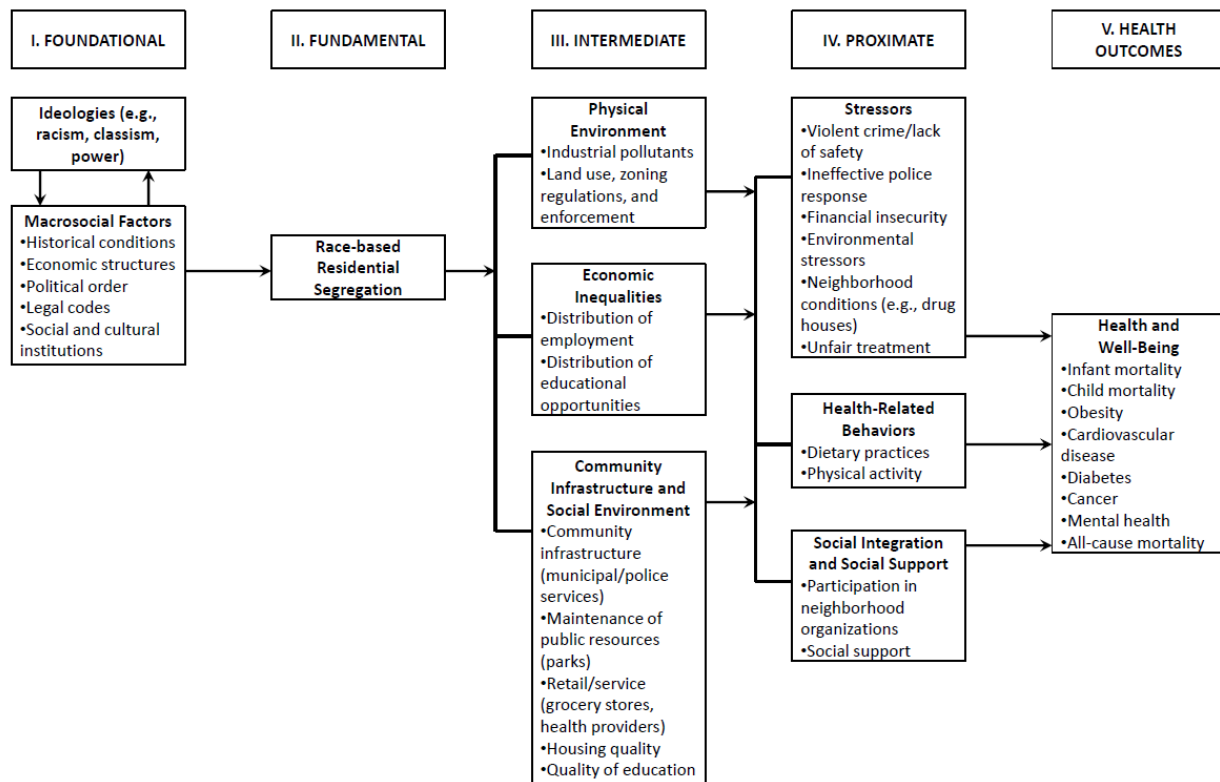 I. FOUNDATIONAL
II. FUNDAMENTAL
III. INTERMEDIATE
IV. PROXIMATE
V. HEALTH
OUTCOMES
Ideologies (e.g.,
racism, classism,
power)
Macrosocial Factors
•Historical conditions
•Economic structures
•Political order
•Legal codes
•Social and cultural
institutions
Race-based
Residential
Segregation
Physical
Environment
•Industrial pollutants
•Land use, zoning
regulations, and
enforcement
Economic
Inequalities
•Distribution of
employment
•Distribution of
educational
opportunities
Community
Infrastructure and
Social Environment
•Community
infrastructure
(municipal/police
services)
•Maintenance of
public resources
(parks)
•Retail/service
(grocery stores,
health providers)
•Housing quality
•Quality of education
Stressors
•Violent crime/lack
of safety
•Ineffective police
response
•Financial insecurity
•Environmental
stressors
•Neighborhood
conditions (e.g., drug
houses)
•Unfair treatment
Health-Related
Behaviors
•Dietary practices
•Physical activity
Social Integration
and Social Support
•Participation in
neighborhood
organizations
•Social support
Health and
Well-Being
•Infant mortality
•Child mortality
•Obesity
•Cardiovascular
disease
•Diabetes
•Cancer
•Mental health
•All-cause mortality